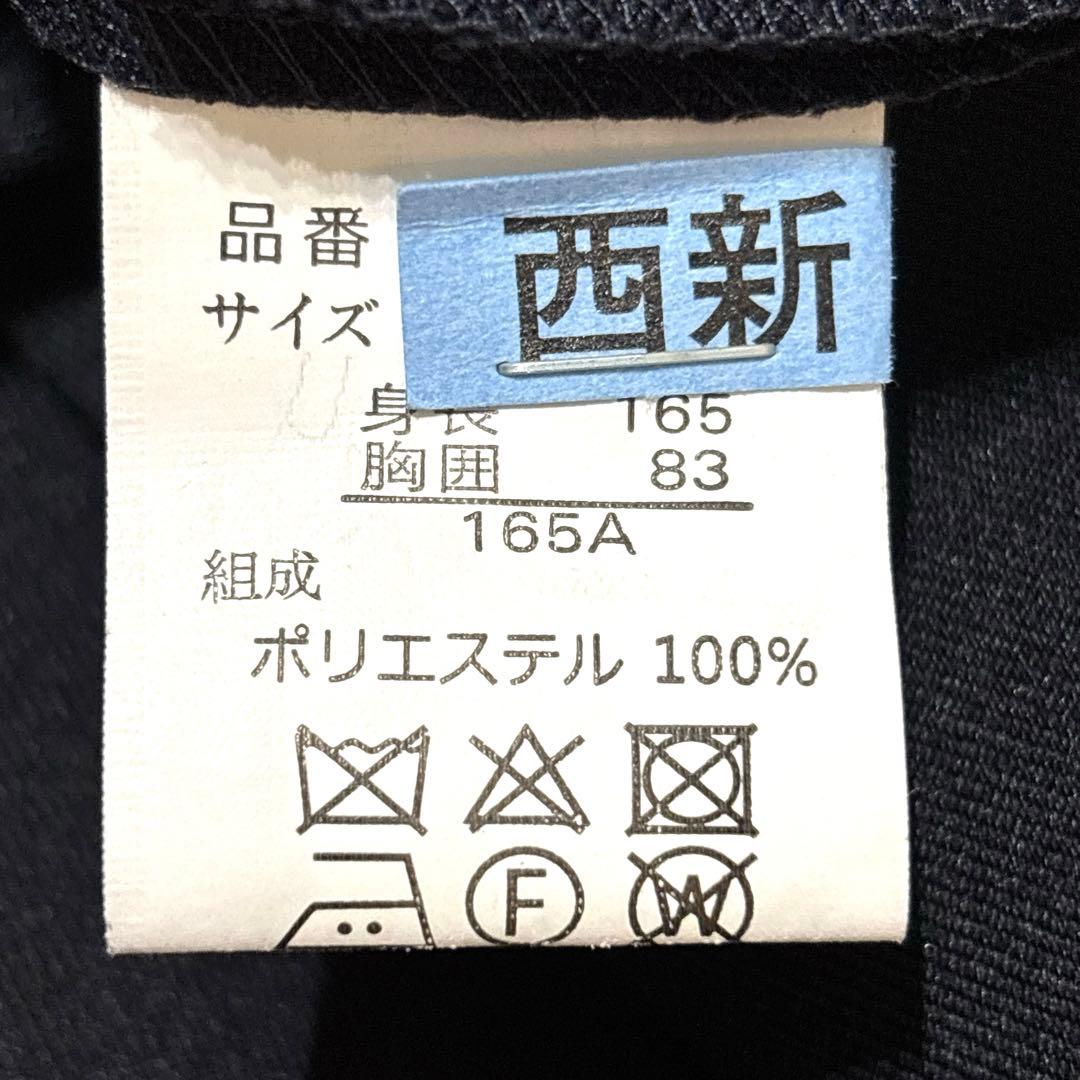 品番 西新
サイズ
身長 165
胸囲 83
165A
組成
ポリエステル 100%
F
W